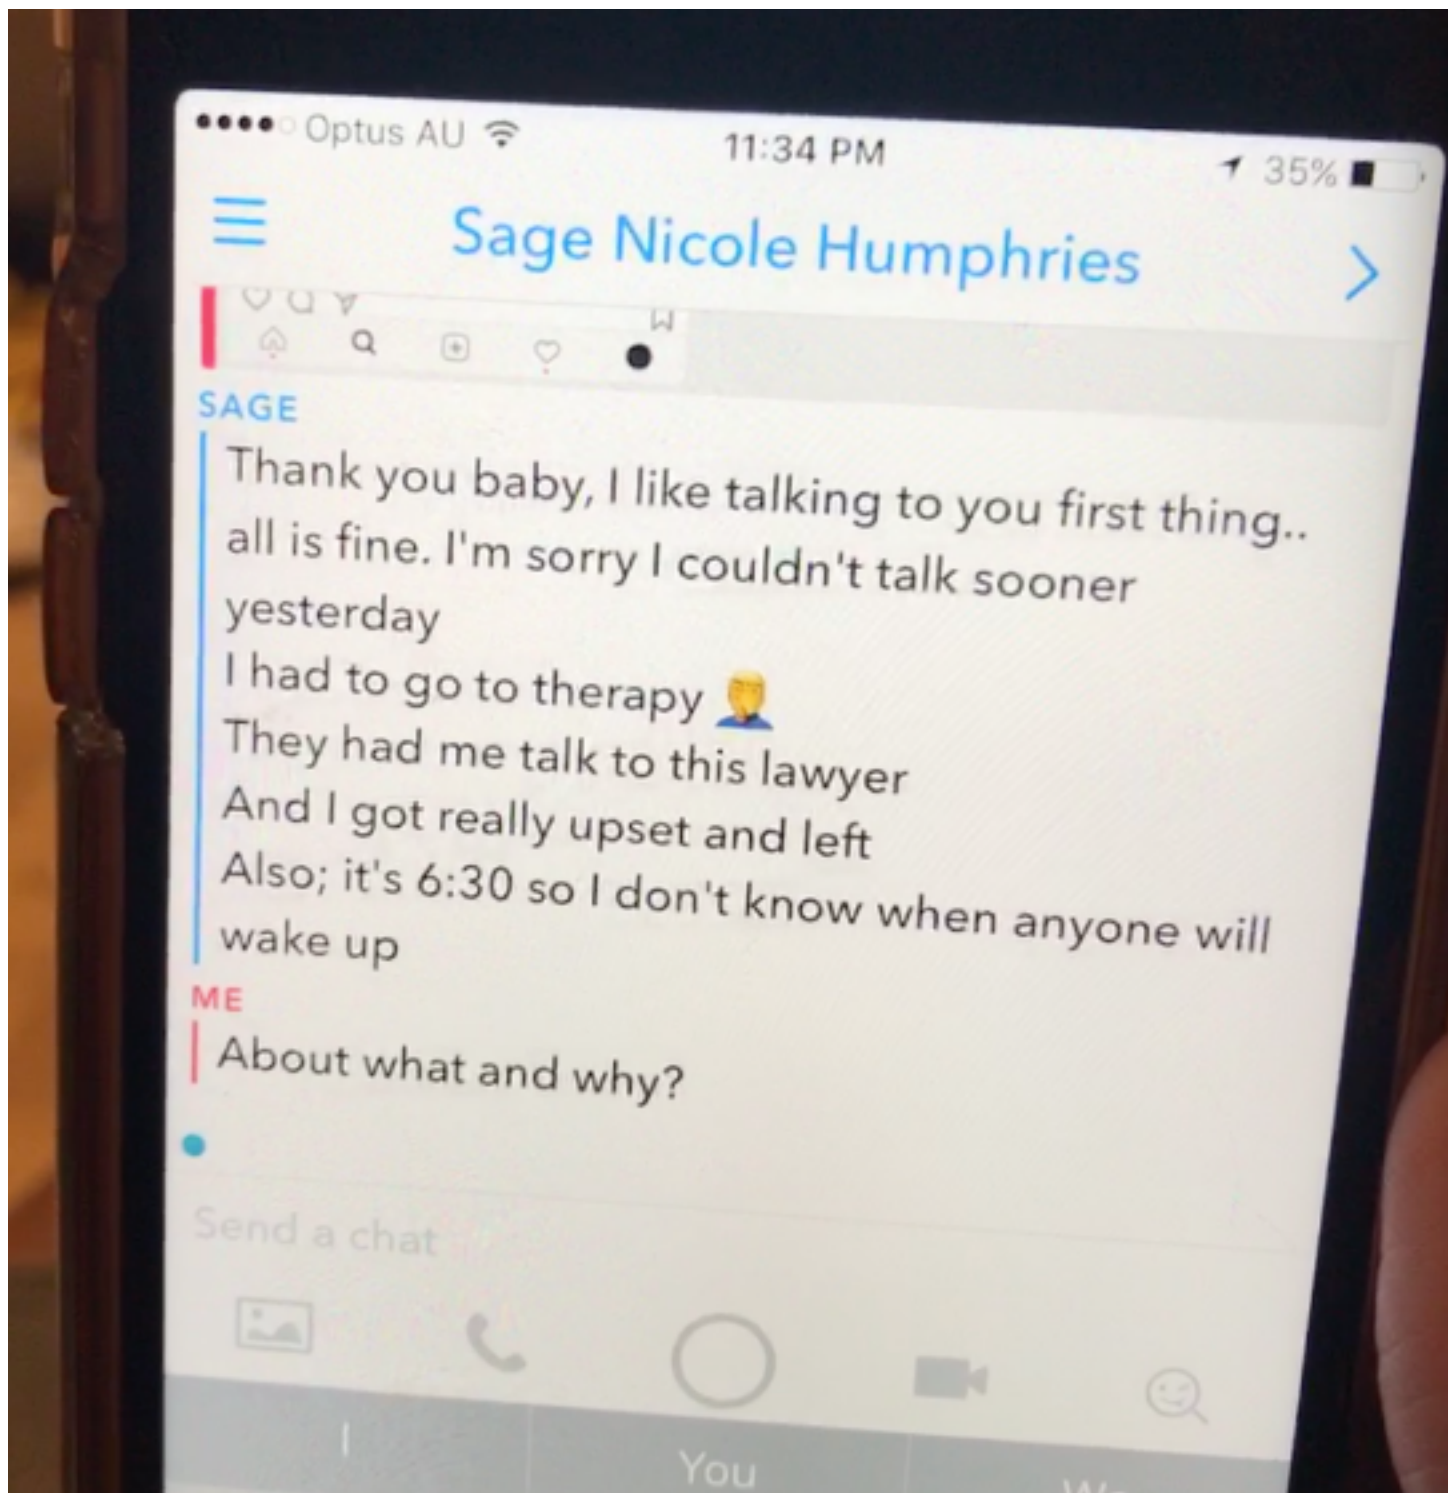 Optus AU
11:34 PM
35%
Sage Nicole Humphries
SAGE
Thank you baby, I like talking to you first thing..
all is fine. I'm sorry I couldn't talk sooner
yesterday
I had to go to therapy 🤦‍♂️
They had me talk to this lawyer
And I got really upset and left
Also; it's 6:30 so I don't know when anyone will
wake up
ME
About what and why?
Send a chat
I
You